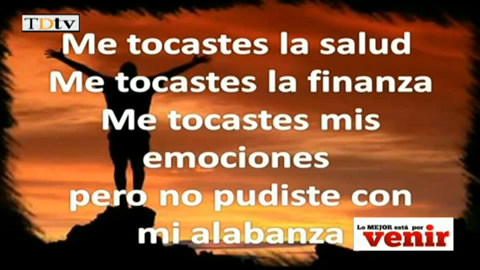 TDtv
Me tocastes la salud
Me tocastes la finanza
Me tocastes mis
emociones
pero no pudiste con
mi alabanza
Lo MEJOR está por
venir